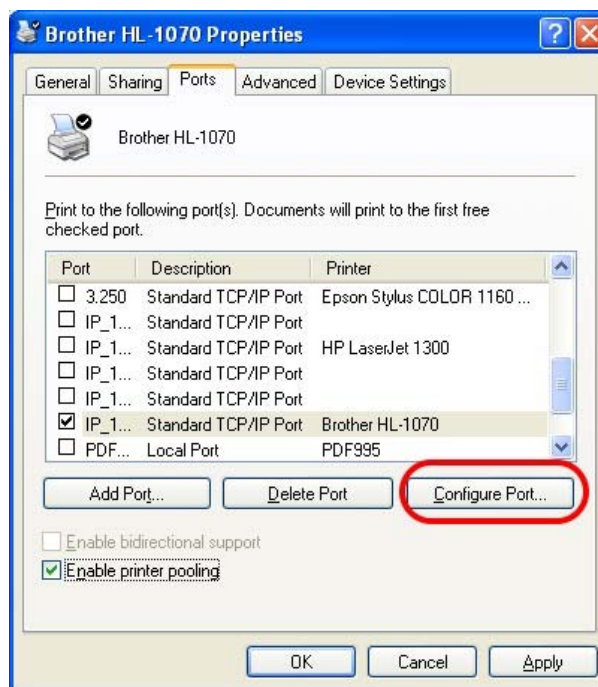 Brother HL-1070 Properties
General Sharing Ports Advanced Device Settings
Brother HL-1070
Print to the following port(s). Documents will print to the first free
checked port.
Port Description Printer
3.250 Standard TCP/IP Port Epson Stylus COLOR 1160 ...
IP_1... Standard TCP/IP Port
IP_1... Standard TCP/IP Port HP LaserJet 1300
IP_1... Standard TCP/IP Port
IP_1... Standard TCP/IP Port
IP_1... Standard TCP/IP Port Brother HL-1070
PDF... Local Port PDF995
Add Port... Delete Port Configure Port...
Enable bidirectional support
Enable printer pooling
OK Cancel Apply